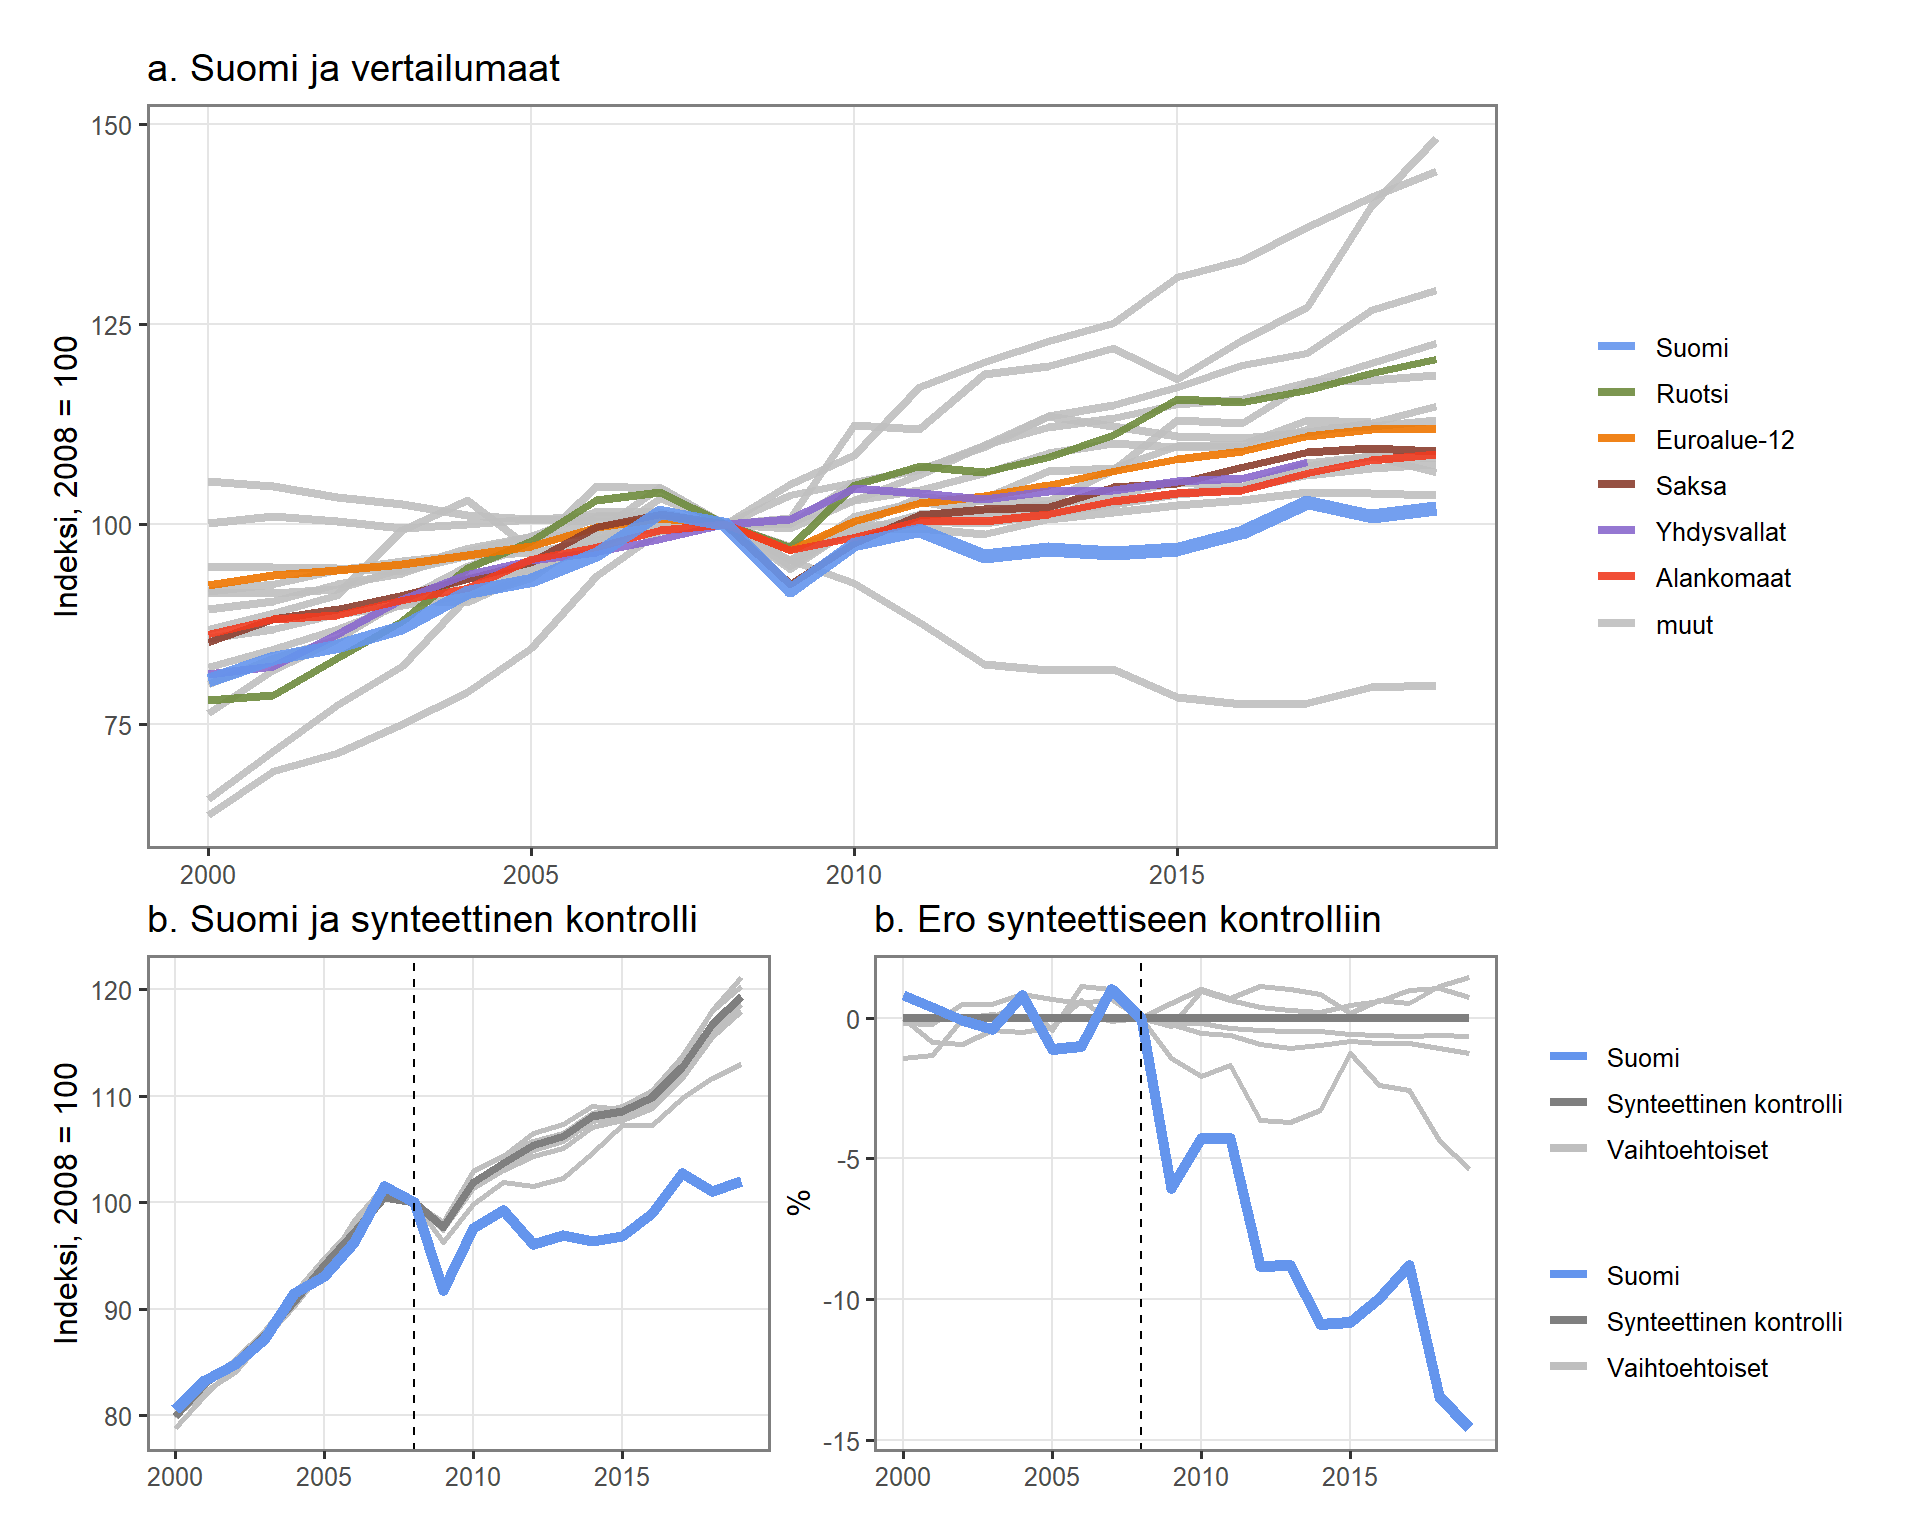 a. Suomi ja vertailumaat
Indeksi, 2008 = 100
150
125
100
75
2000
2005
2010
2015
Suomi
Ruotsi
Euroalue-12
Saksa
Yhdysvallat
Alankomaat
muut
b. Suomi ja synteettinen kontrolli
Indeksi, 2008 = 100
120
110
100
90
80
2000
2005
2010
2015
b. Ero synteettiseen kontrolliin
%
0
-5
-10
-15
2000
2005
2010
2015
Suomi
Synteettinen kontrolli
Vaihtoehtoiset
Suomi
Synteettinen kontrolli
Vaihtoehtoiset